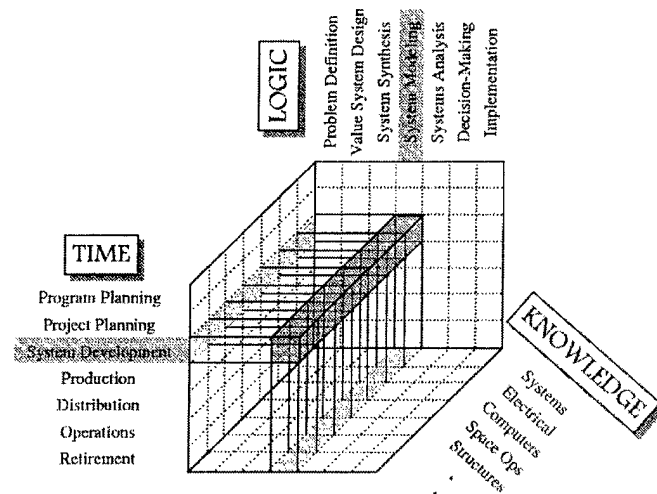 LOGIC
Problem Definition
Value System Design
System Synthesis
System Modeling
Systems Analysis
Decision-Making
Implementation
TIME
Program Planning
Project Planning
System Development
Production
Distribution
Operations
Retirement
KNOWLEDGE
Systems
Electrical
Computers
Space Ops
Structures